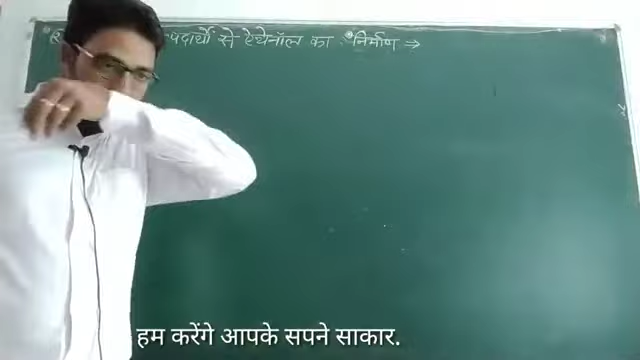 पदार्थों से ऐथेनॉल का निर्माण →
हम करेंगे आपके सपने साकार.